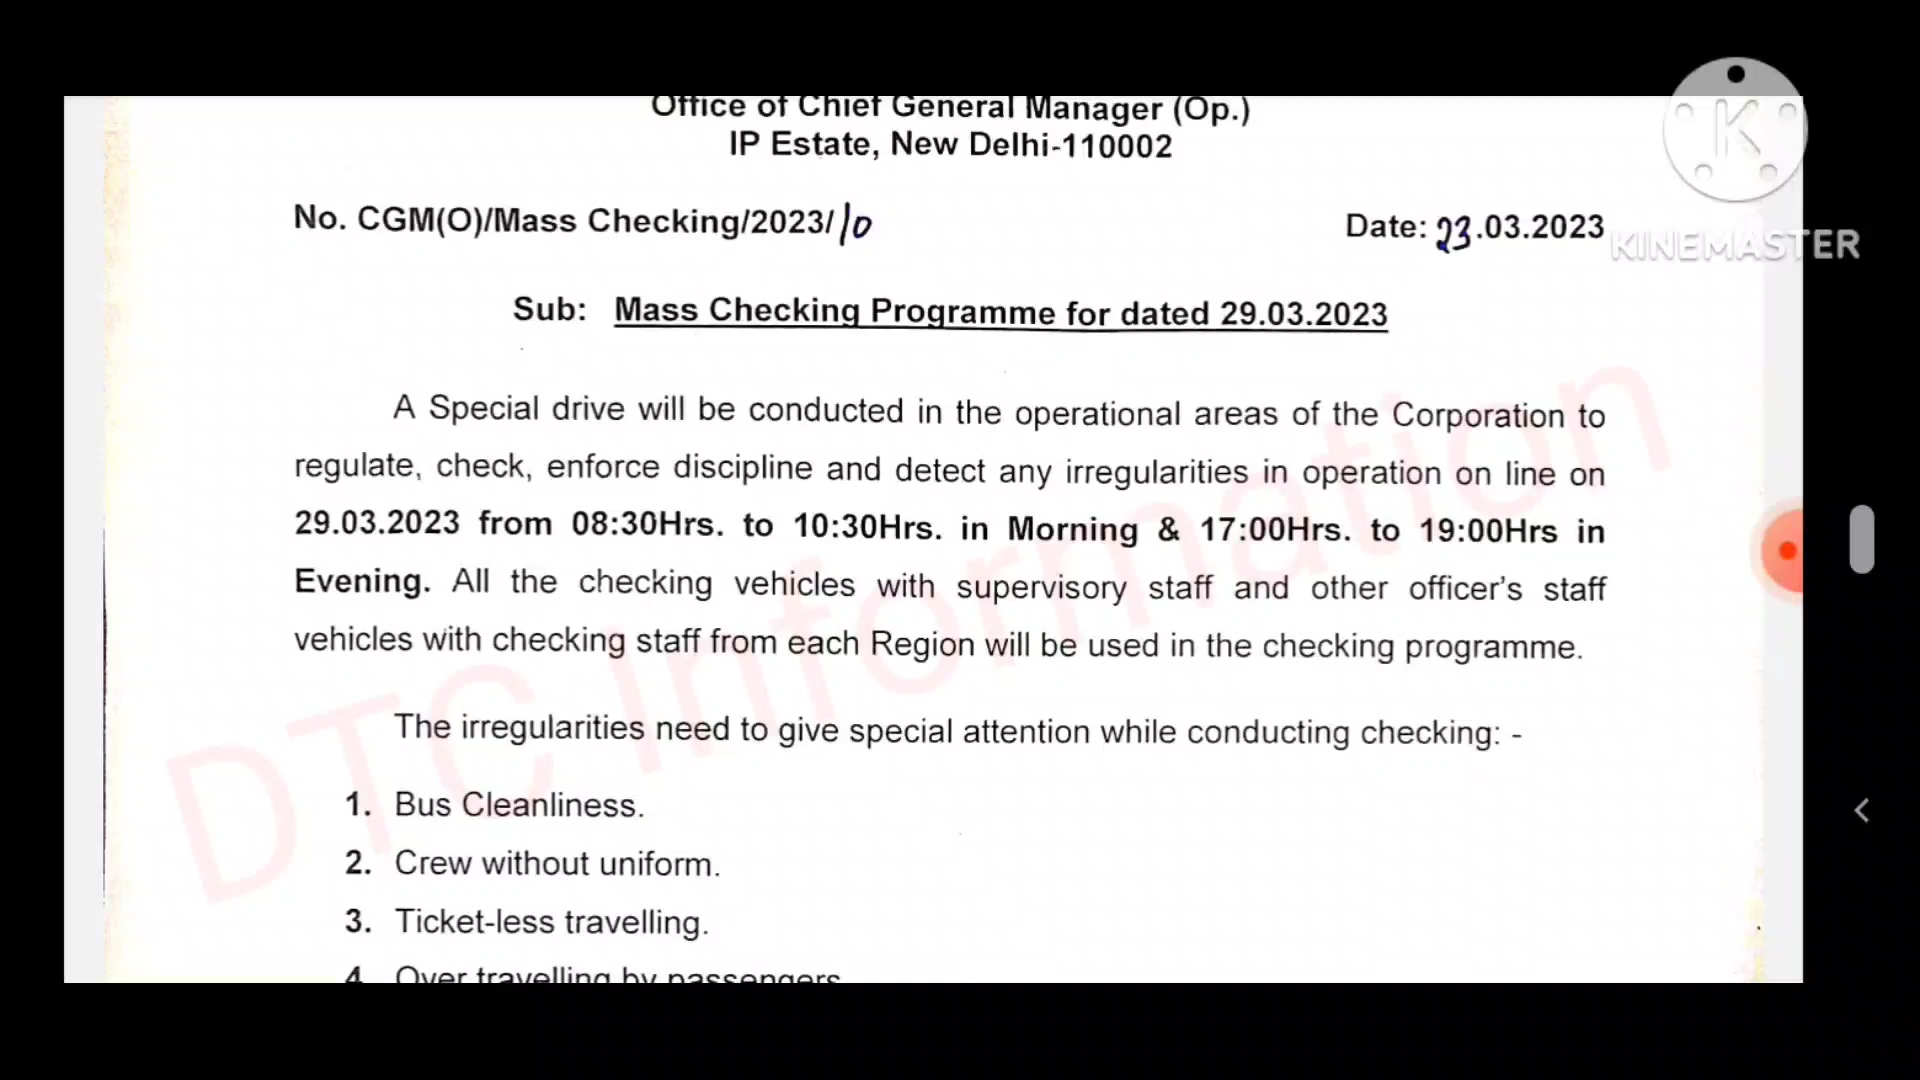 Office of Chief General Manager (Op.)
IP Estate, New Delhi-110002
No. CGM(O)/Mass Checking/2023/10
Date: 23.03.2023
KINEMASTER
Sub: Mass Checking Programme for dated 29.03.2023
A Special drive will be conducted in the operational areas of the Corporation to
regulate, check, enforce discipline and detect any irregularities in operation on line on
29.03.2023 from 08:30Hrs. to 10:30Hrs. in Morning & 17:00Hrs. to 19:00Hrs in
Evening. All the checking vehicles with supervisory staff and other officer's staff
vehicles with checking staff from each Region will be used in the checking programme.
DTC Information
The irregularities need to give special attention while conducting checking: -
1. Bus Cleanliness.
2. Crew without uniform.
3. Ticket-less travelling.
4 Over travelling by passengers